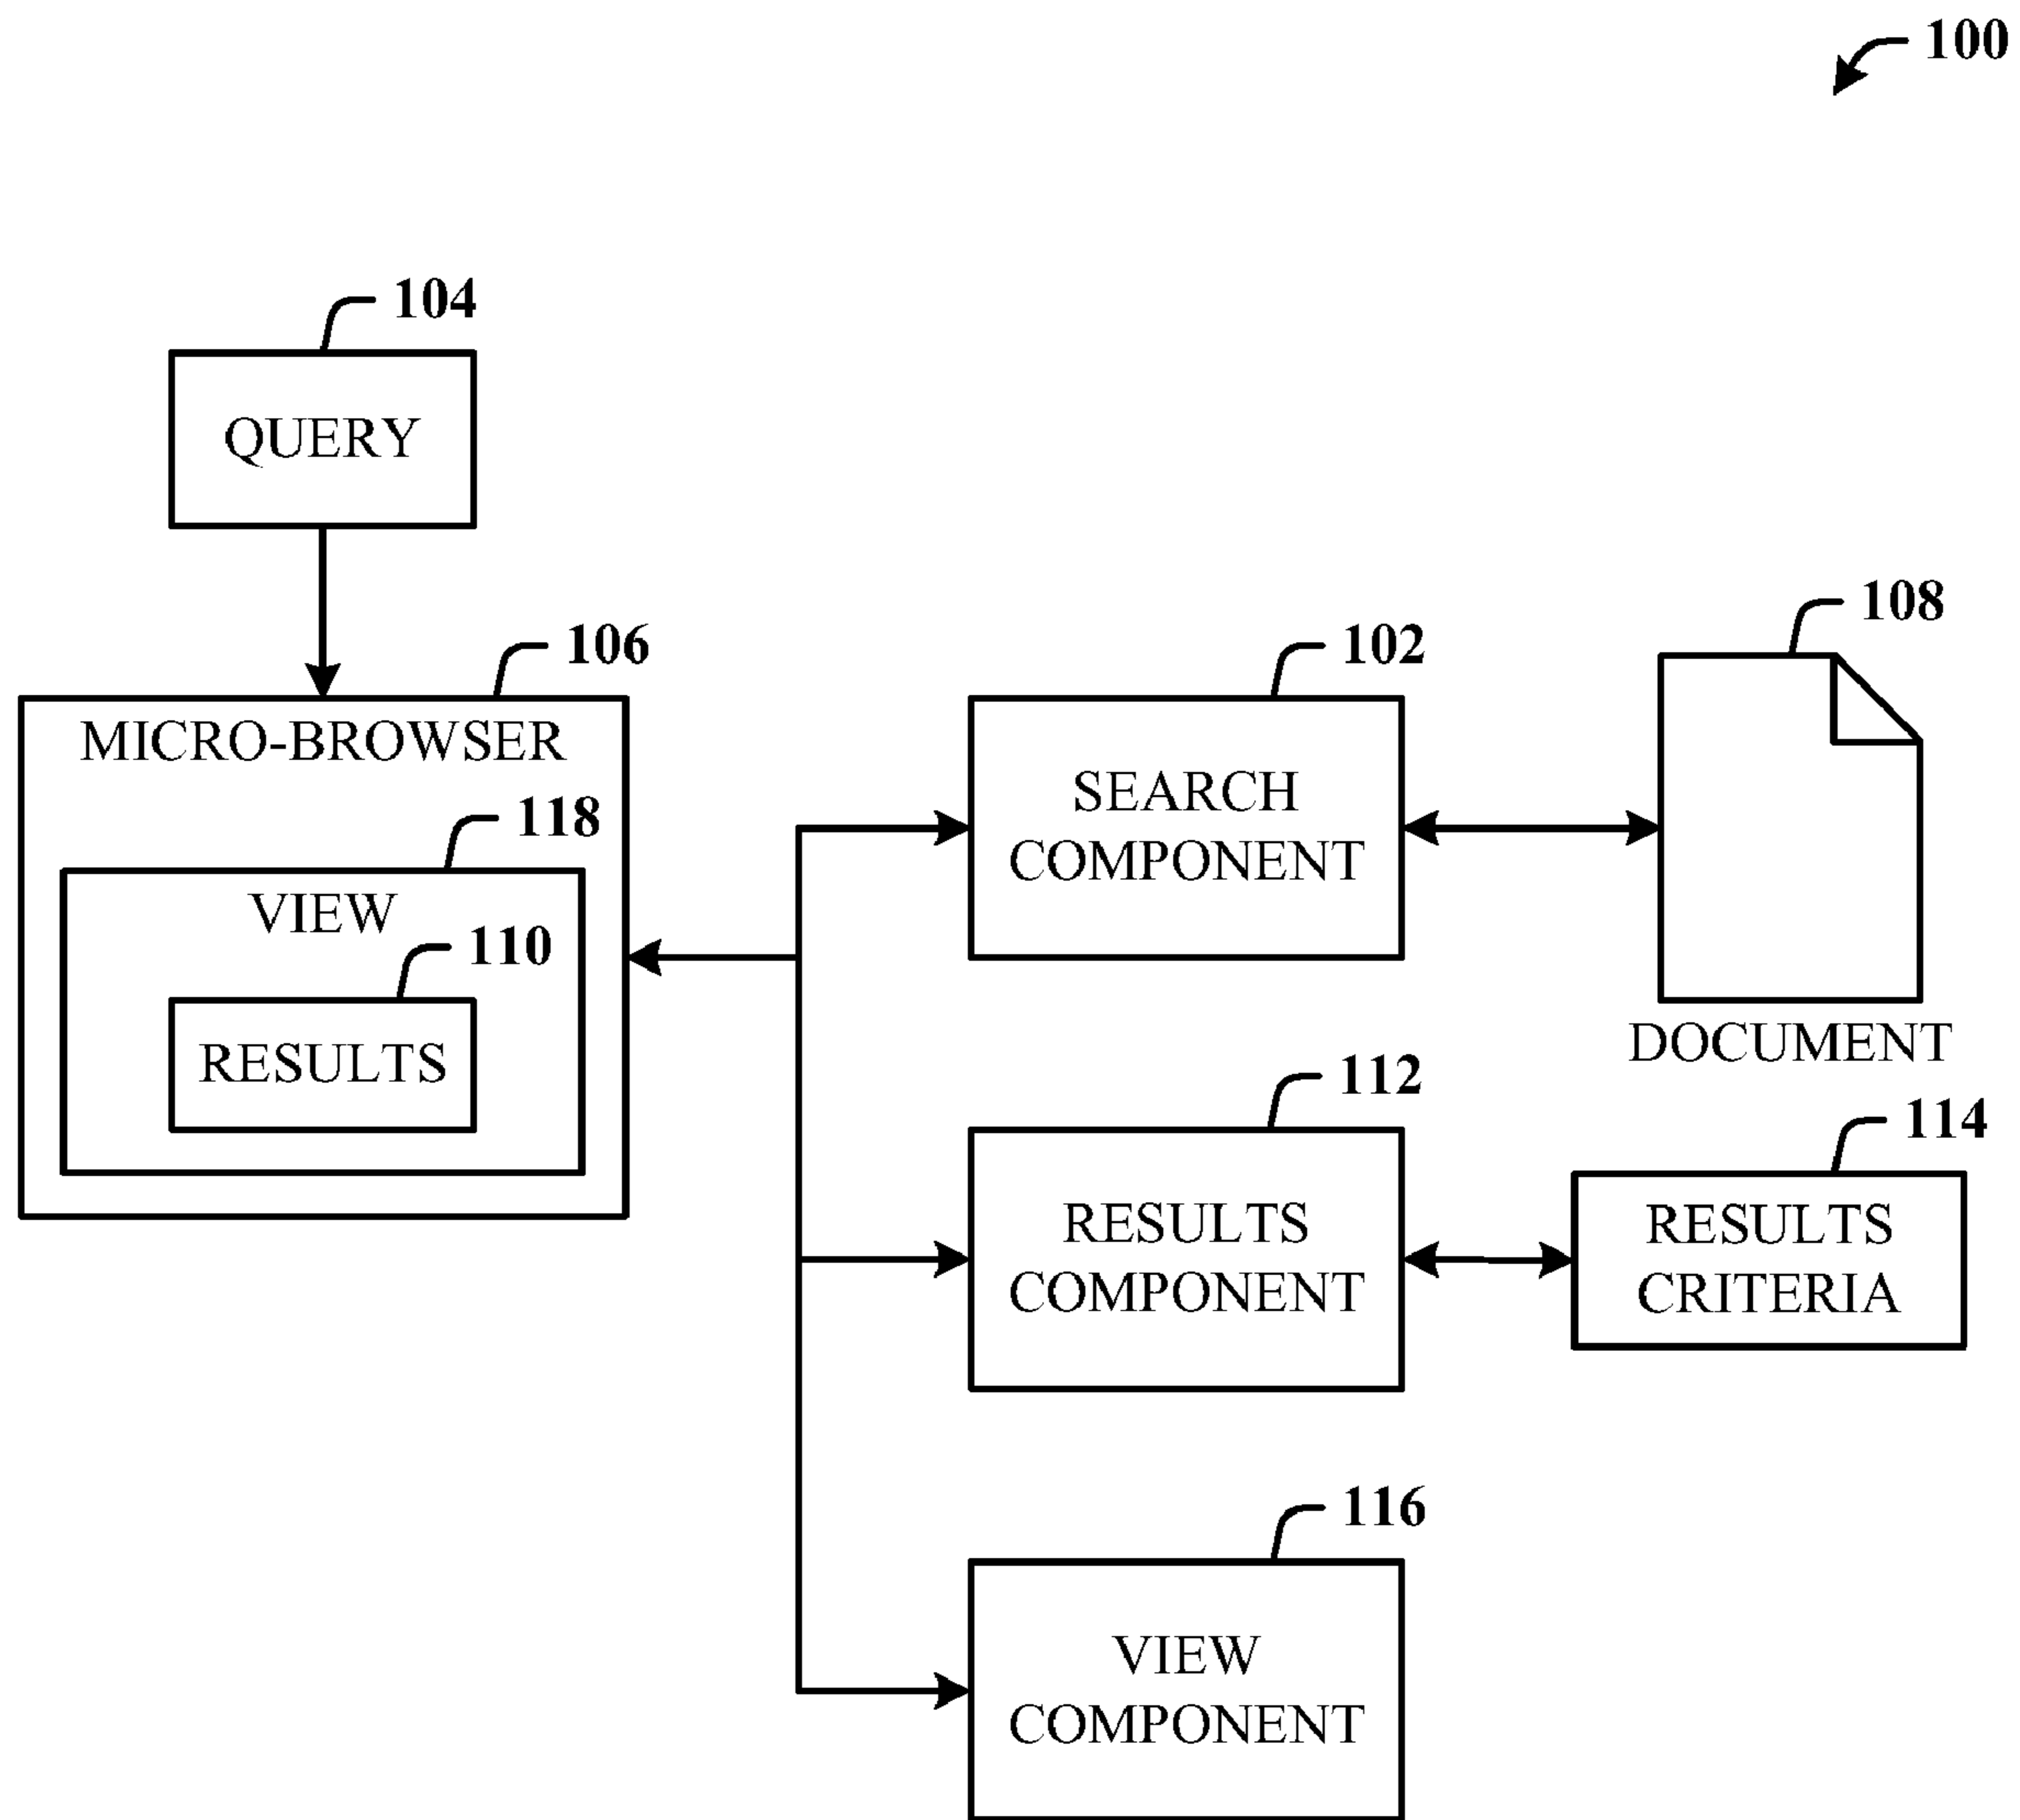 100
104
QUERY
106
MICRO-BROWSER
118
VIEW
110
RESULTS
102
SEARCH
COMPONENT
108
DOCUMENT
112
RESULTS
COMPONENT
114
RESULTS
CRITERIA
116
VIEW
COMPONENT